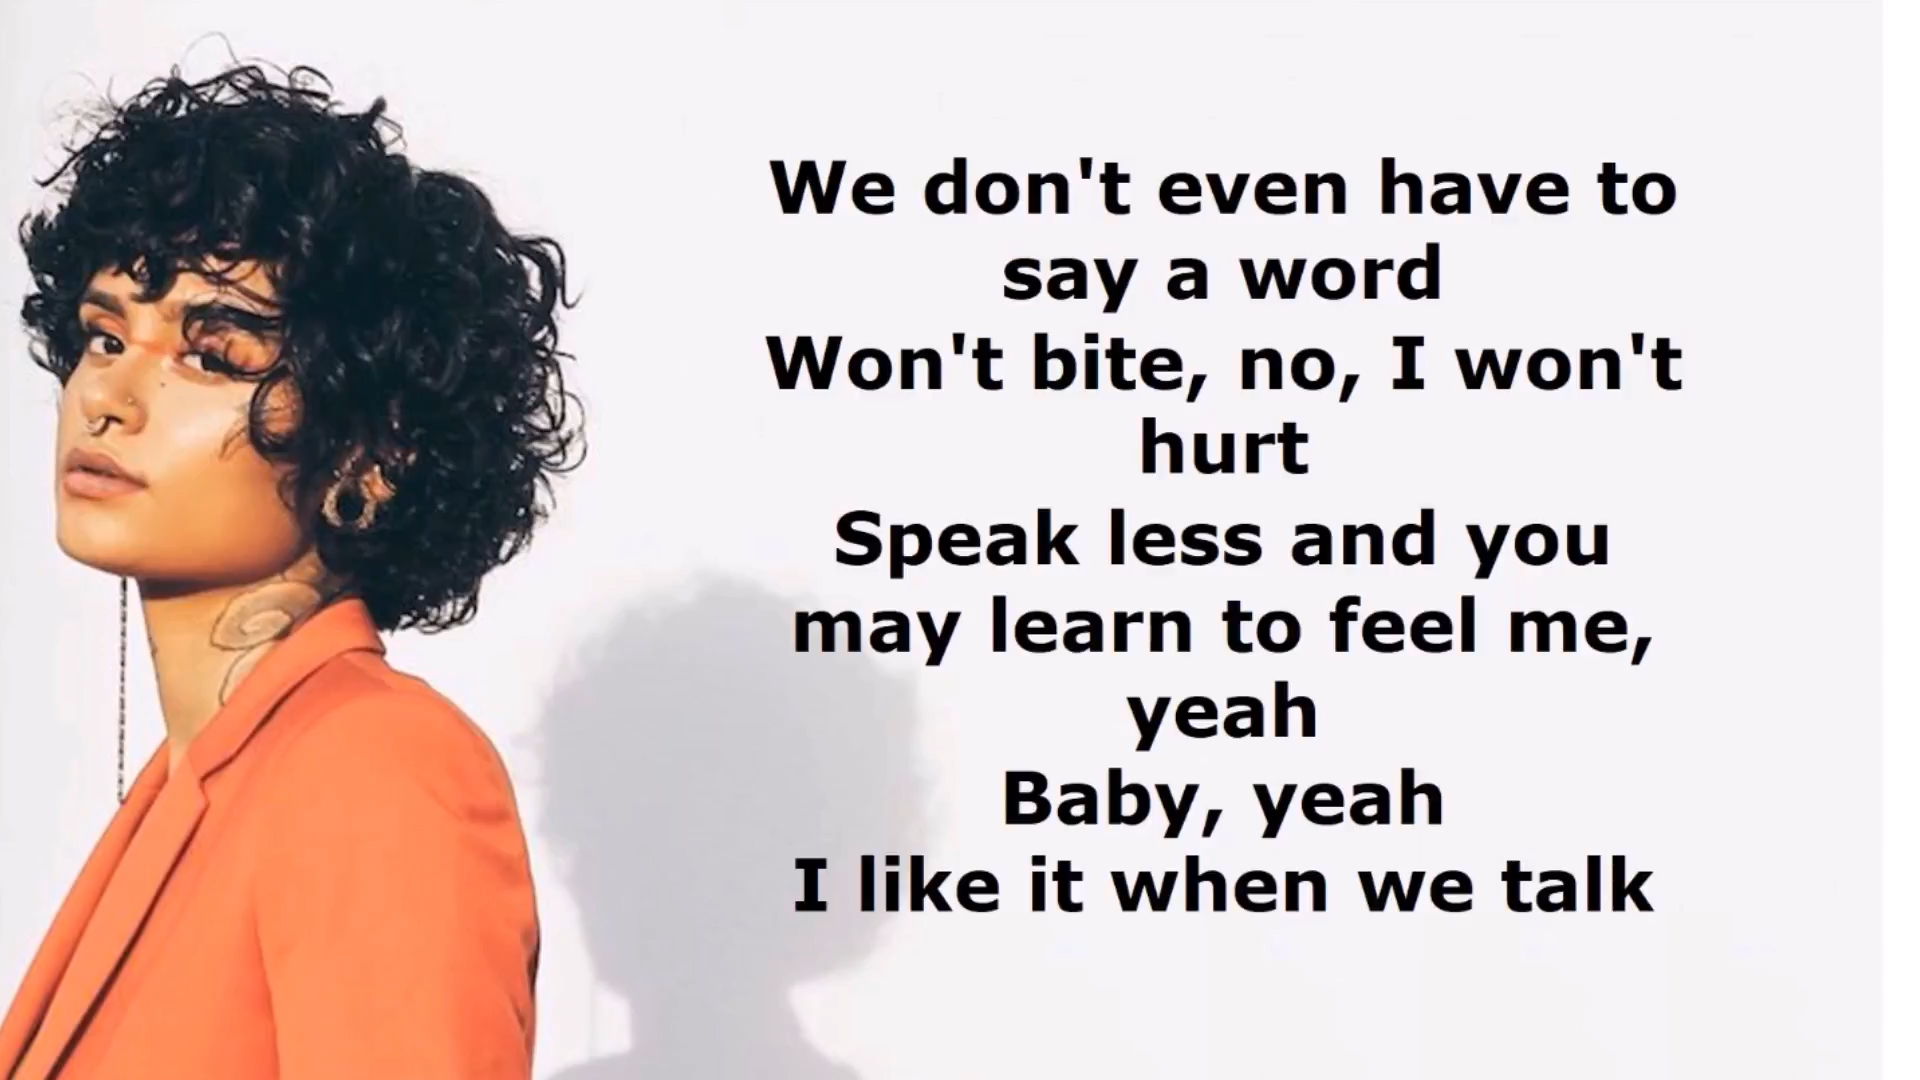 We don't even have to
say a word
Won't bite, no, I won't
hurt
Speak less and you
may learn to feel me,
yeah
Baby, yeah
I like it when we talk